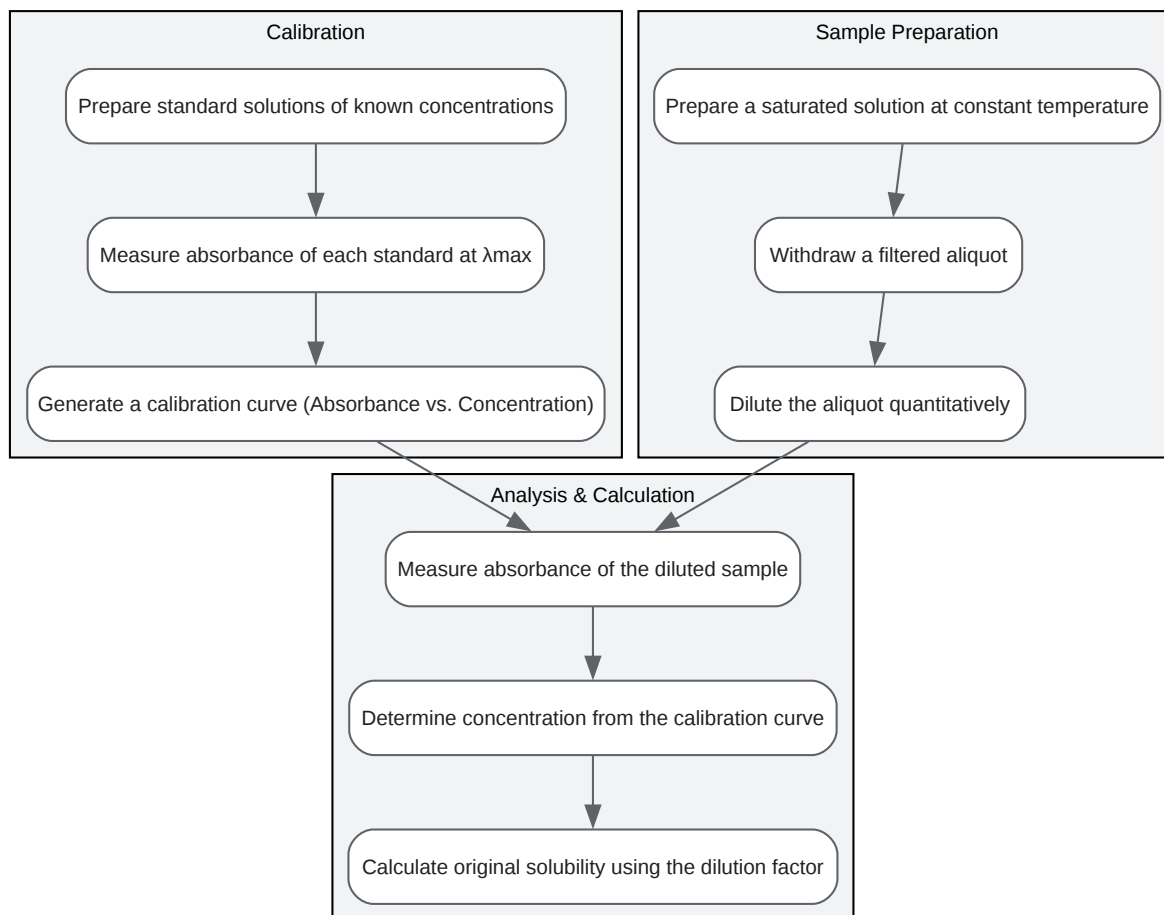 Calibration
Prepare standard solutions of known concentrations
Measure absorbance of each standard at λmax
Generate a calibration curve (Absorbance vs. Concentration)
Sample Preparation
Prepare a saturated solution at constant temperature
Withdraw a filtered aliquot
Dilute the aliquot quantitatively
Analysis & Calculation
Measure absorbance of the diluted sample
Determine concentration from the calibration curve
Calculate original solubility using the dilution factor